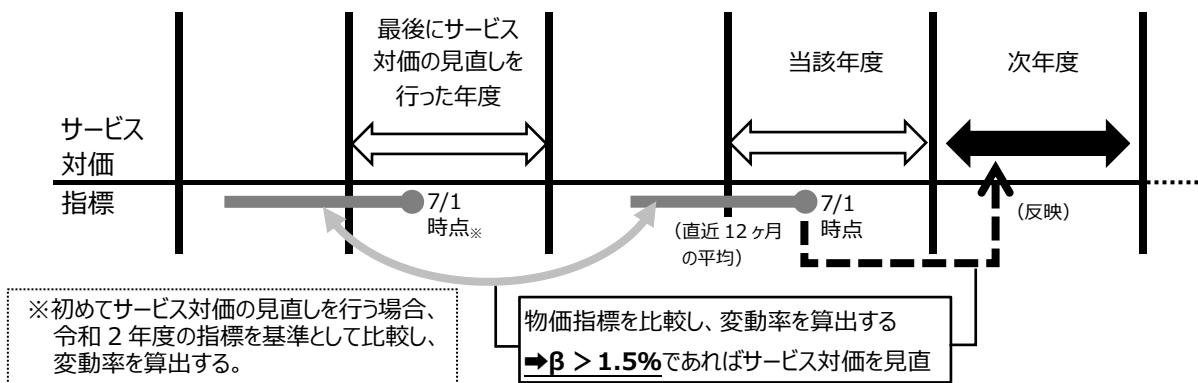 最後にサービス
対価の見直しを
行った年度
当該年度
次年度
サービス
対価
指標
7/1
時点※
(直近 12 ヶ月
の平均)
7/1
時点
(反映)
※初めてサービス対価の見直しを行う場合、
令和 2 年度の指標を基準として比較し、
変動率を算出する。
物価指標を比較し、変動率を算出する
➡β > 1.5%であればサービス対価を見直